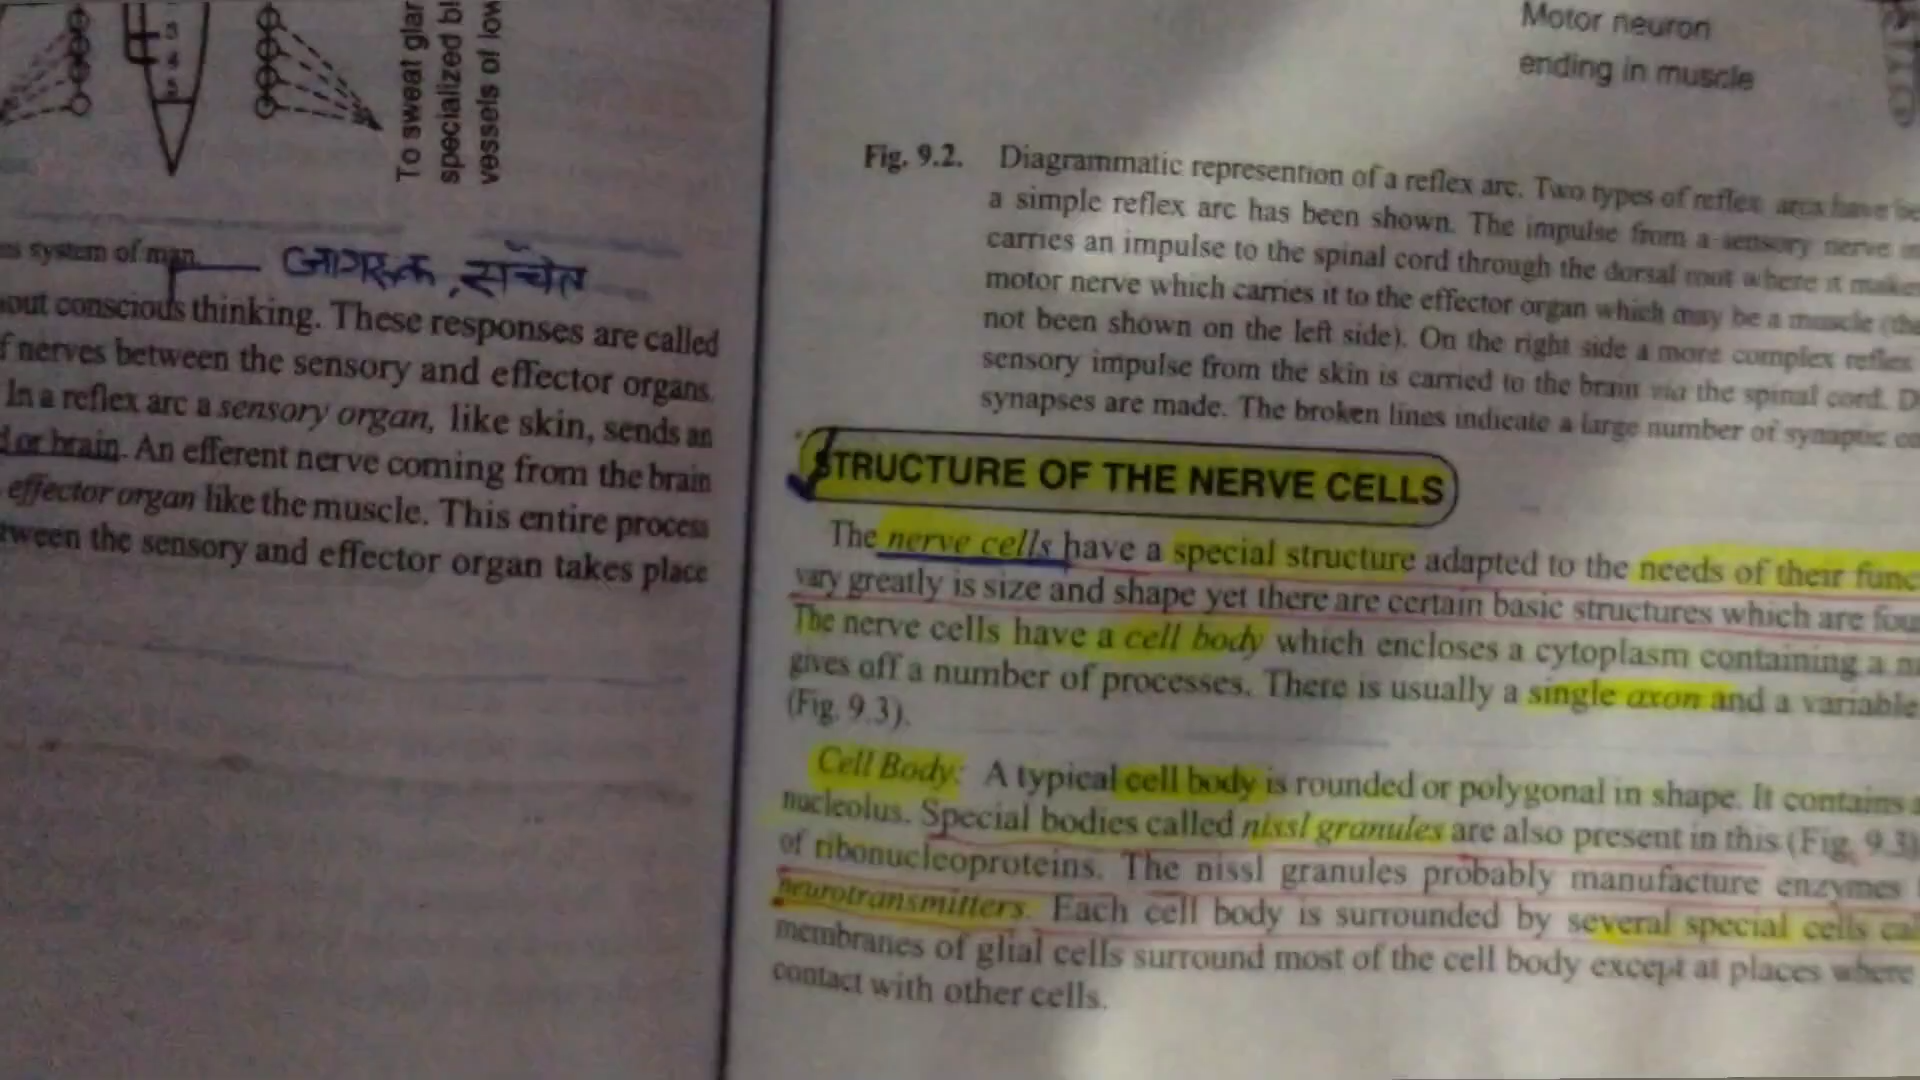 To sweat glan
specialized bl
vessels of low
s system of man.
जागरूक, सचेत
out conscious thinking. These responses are called
f nerves between the sensory and effector organs.
In a reflex arc a sensory organ, like skin, sends an
d or brain. An efferent nerve coming from the brain
effector organ like the muscle. This entire process
tween the sensory and effector organ takes place
Motor neuron
ending in muscle
Fig. 9.2. Diagrammatic represention of a reflex arc. Two types of reflex arcs have be
a simple reflex arc has been shown. The impulse from a sensory nerve
carries an impulse to the spinal cord through the dorsal root where it makes
motor nerve which carries it to the effector organ which may be a muscle (the
not been shown on the left side). On the right side a more complex reflex
sensory impulse from the skin is carried to the brain via the spinal cord. D
synapses are made. The broken lines indicate a large number of synaptic co
STRUCTURE OF THE NERVE CELLS
The nerve cells have a special structure adapted to the needs of their func
vary greatly is size and shape yet there are certain basic structures which are fou
The nerve cells have a cell body which encloses a cytoplasm containing a n
gives off a number of processes. There is usually a single axon and a variable
(Fig. 9.3).
Cell Body: A typical cell body is rounded or polygonal in shape. It contains a
nucleolus. Special bodies called nissl granules are also present in this (Fig. 9.3)
of ribonucleoproteins. The nissl granules probably manufacture enzymes
neurotransmitters. Each cell body is surrounded by several special cells cal
membranes of glial cells surround most of the cell body except at places where
contact with other cells.